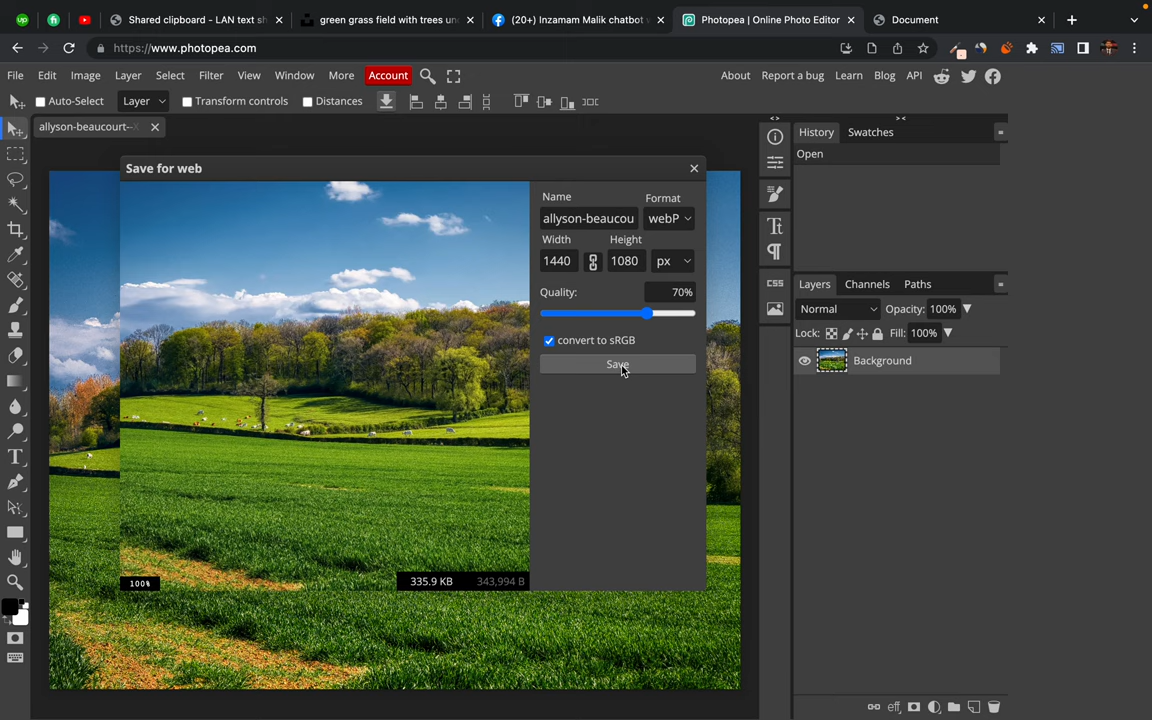 Shared clipboard - LAN text sh
green grass field with trees un
(20+) Inzamam Malik chatbot
Photopea | Online Photo Editor
Document
https://www.photopea.com
File Edit Image Layer Select Filter View Window More Account
About Report a bug Learn Blog API
Auto-Select Layer Transform controls Distances
allyson-beaucourt-
Save for web
Name Format
allyson-beaucou webP
Width Height
1440 1080 px
Quality: 70%
convert to sRGB
Save
100%
335.9 KB 343,994 B
History Swatches
Open
CSS
Layers Channels Paths
Normal Opacity: 100%
Lock: Fill: 100%
Background
eff